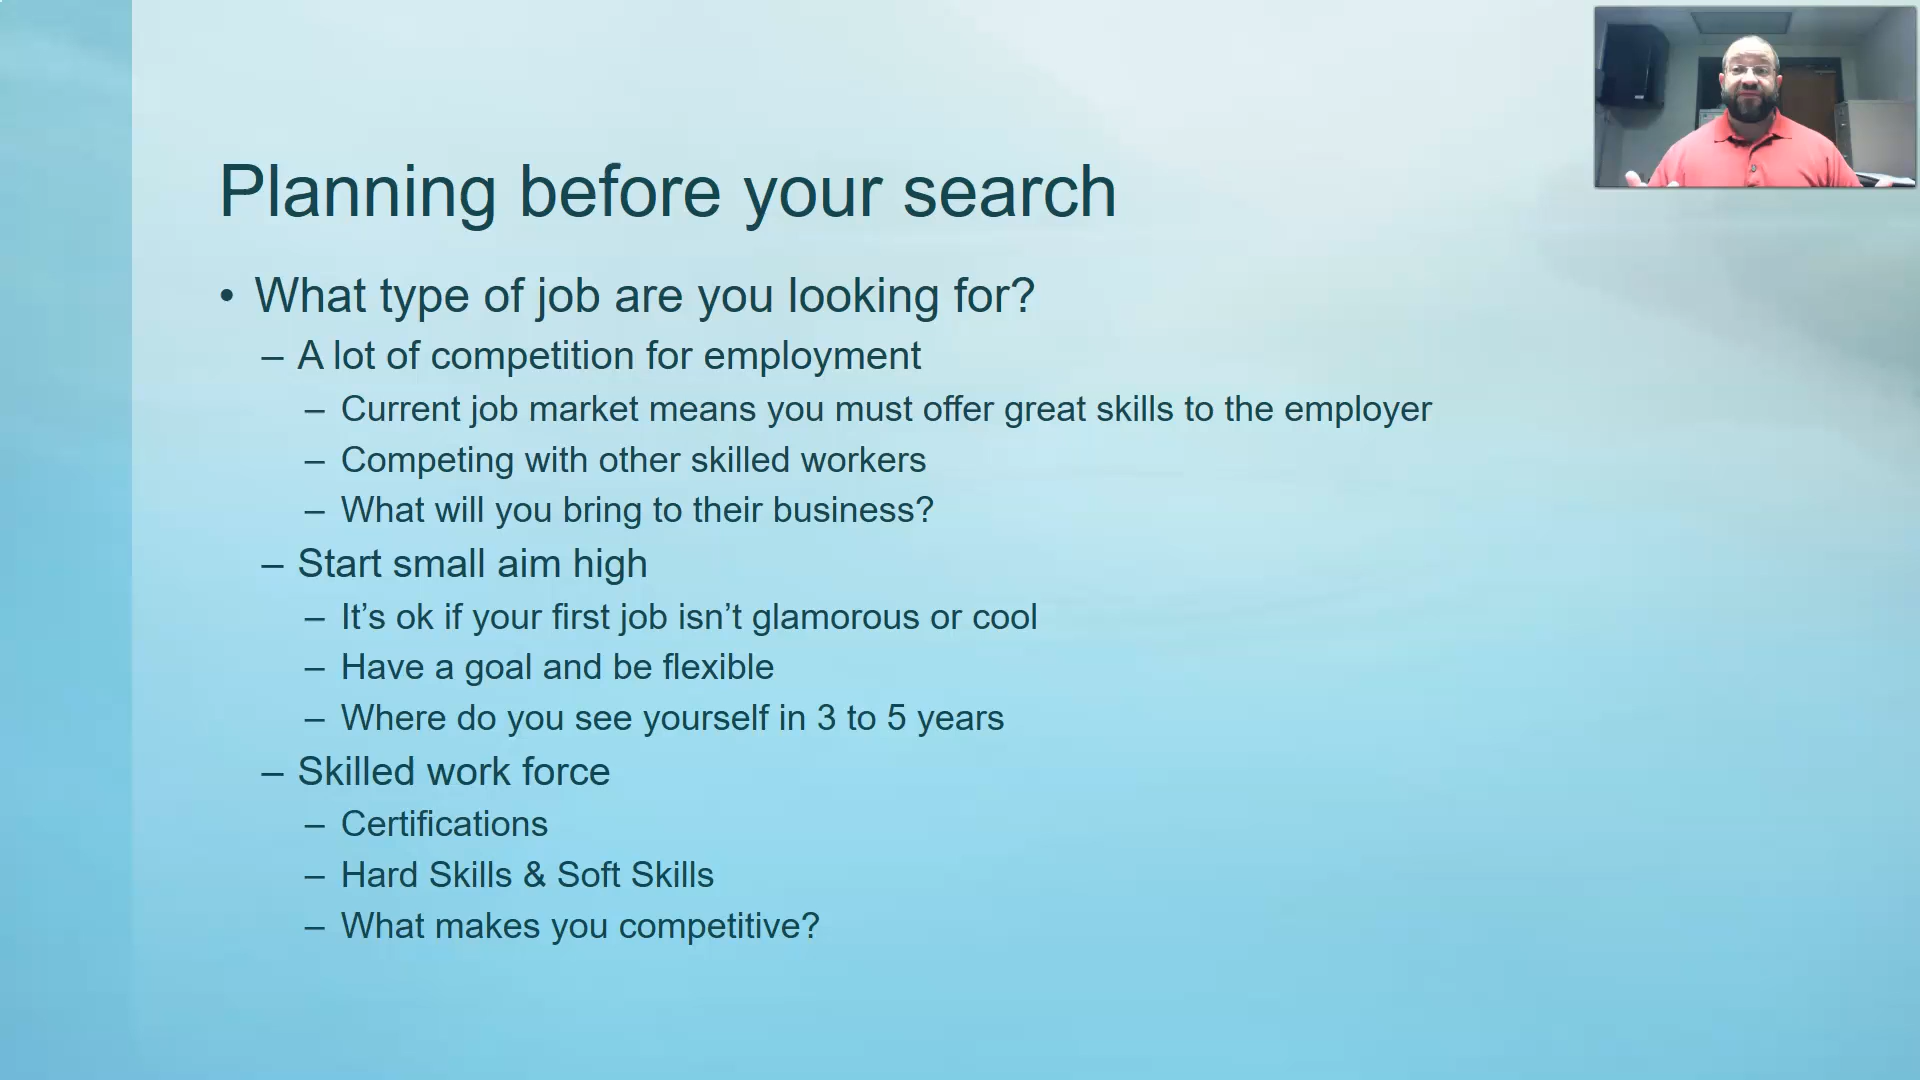 Planning before your search
• What type of job are you looking for?
– A lot of competition for employment
– Current job market means you must offer great skills to the employer
– Competing with other skilled workers
– What will you bring to their business?
– Start small aim high
– It’s ok if your first job isn’t glamorous or cool
– Have a goal and be flexible
– Where do you see yourself in 3 to 5 years
– Skilled work force
– Certifications
– Hard Skills & Soft Skills
– What makes you competitive?